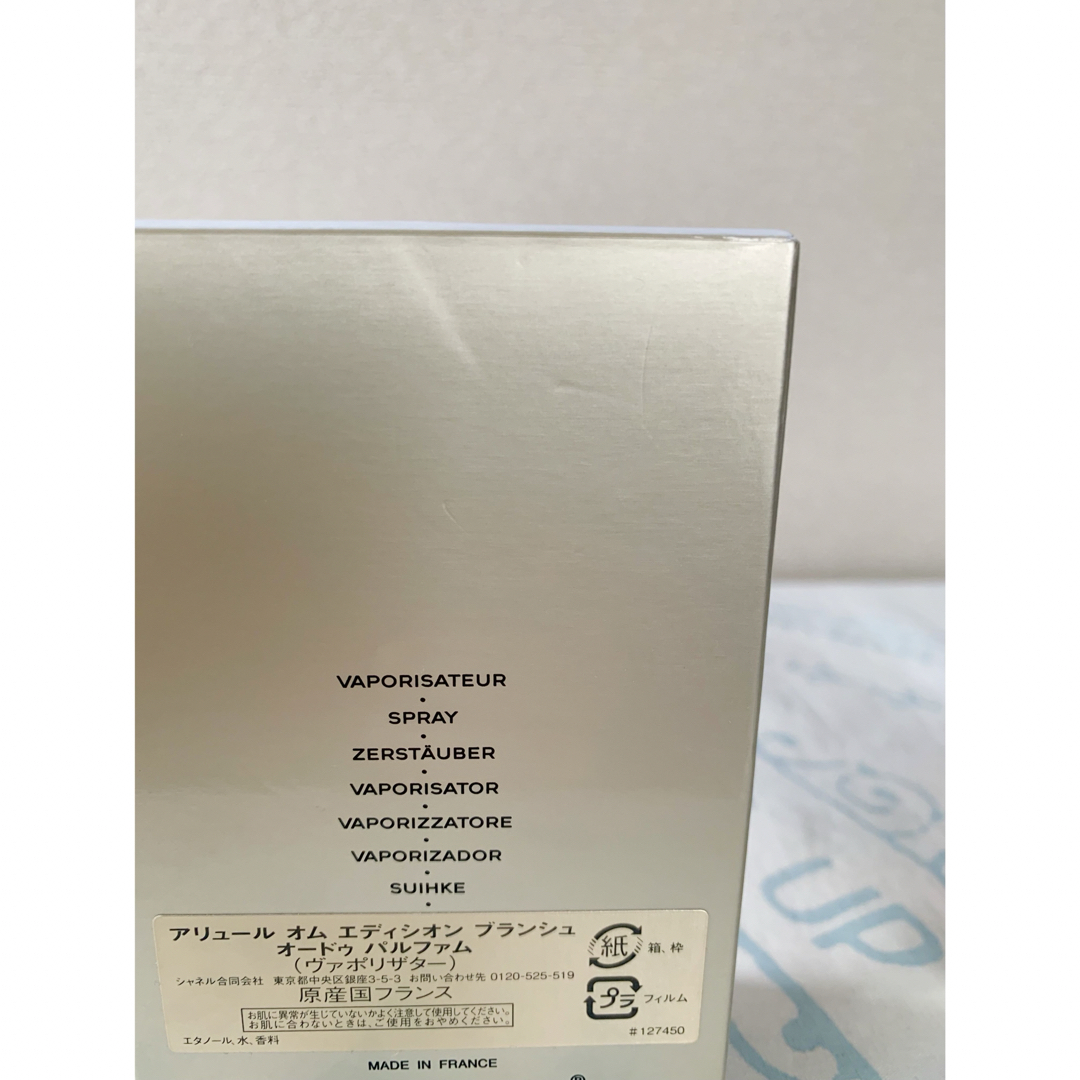 VAPORISATEUR
SPRAY
ZERSTÄUBER
VAPORISATOR
VAPORIZZATORE
VAPORIZADOR
SUIHKE
アリュール オム エディシオン ブランシュ
オードゥ パルファム
(ヴァポリザター)
シャネル合同会社 東京都中央区銀座3-5-3 お問い合わせ先 0120-525-519
原産国フランス
お肌に異常が生じていないかよく注意して使用してください。
お肌に合わないときは、ご使用をおやめください。
エタノール、水、香料
紙 箱、枠
プラ フィルム
#127450
MADE IN FRANCE
®
UP